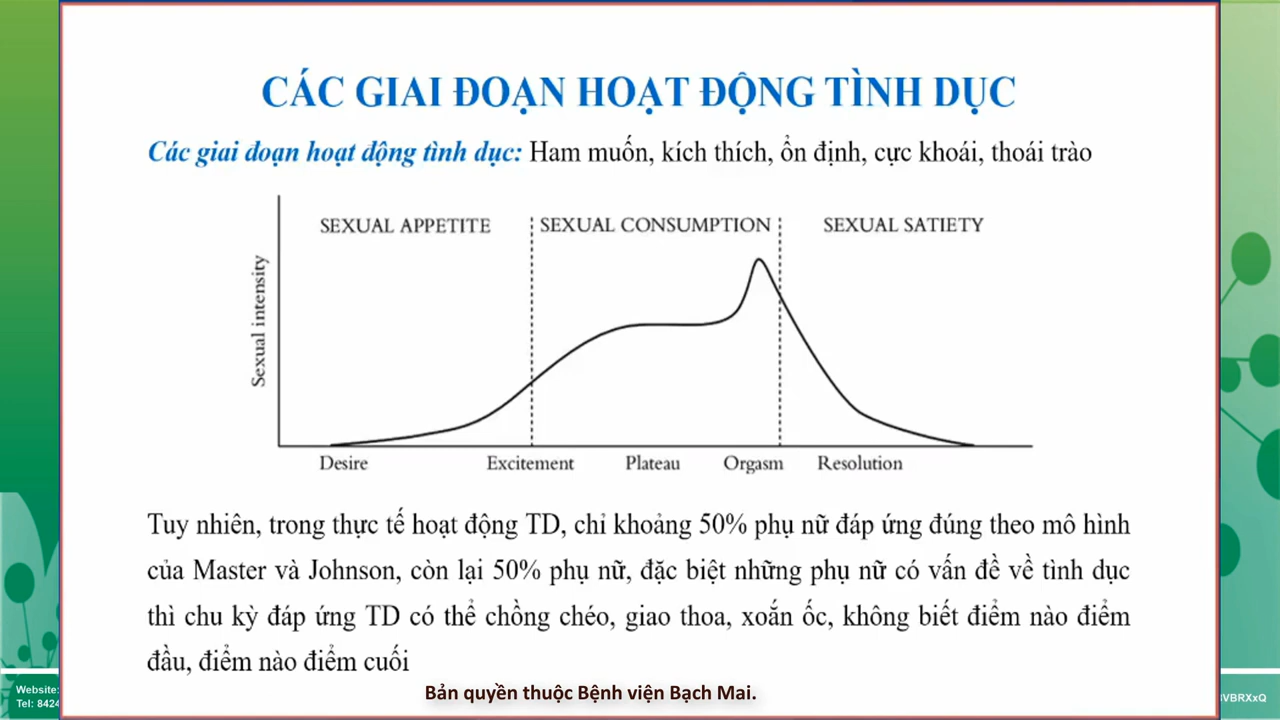 CÁC GIAI ĐOẠN HOẠT ĐỘNG TÌNH DỤC
Các giai đoạn hoạt động tình dục: Ham muốn, kích thích, ổn định, cực khoái, thoái trào
SEXUAL APPETITE
SEXUAL CONSUMPTION
SEXUAL SATIETY
Sexual intensity
Desire
Excitement
Plateau
Orgasm
Resolution
Tuy nhiên, trong thực tế hoạt động TD, chỉ khoảng 50% phụ nữ đáp ứng đúng theo mô hình
của Master và Johnson, còn lại 50% phụ nữ, đặc biệt những phụ nữ có vấn đề về tình dục
thì chu kỳ đáp ứng TD có thể chồng chéo, giao thoa, xoắn ốc, không biết điểm nào điểm
đầu, điểm nào điểm cuối
Bản quyền thuộc Bệnh viện Bạch Mai.
Website:
Tel: 8424